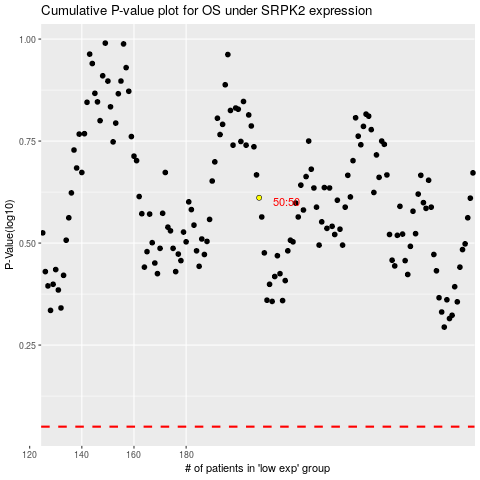 Cumulative P-value plot for OS under SRPK2 expression
1.00
0.75
0.50
0.25
P-Value(log10)
50:50
120 140 160 180
# of patients in 'low exp' group